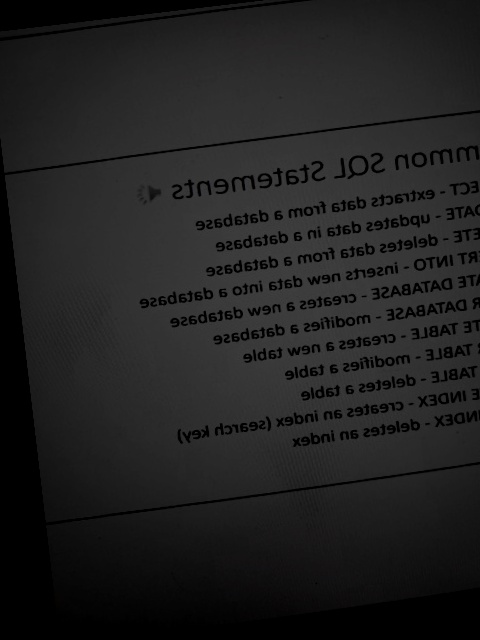 mmon SQL Statements
ECT - extracts data from a database
DATE - updates data in a database
ETE - deletes data from a database
ERT INTO - inserts new data into a database
ATE DATABASE - creates a new database
R DATABASE - modifies a database
TE TABLE - creates a new table
R TABLE - modifies a table
TABLE - deletes a table
E INDEX - creates an index (search key)
INDEX - deletes an index